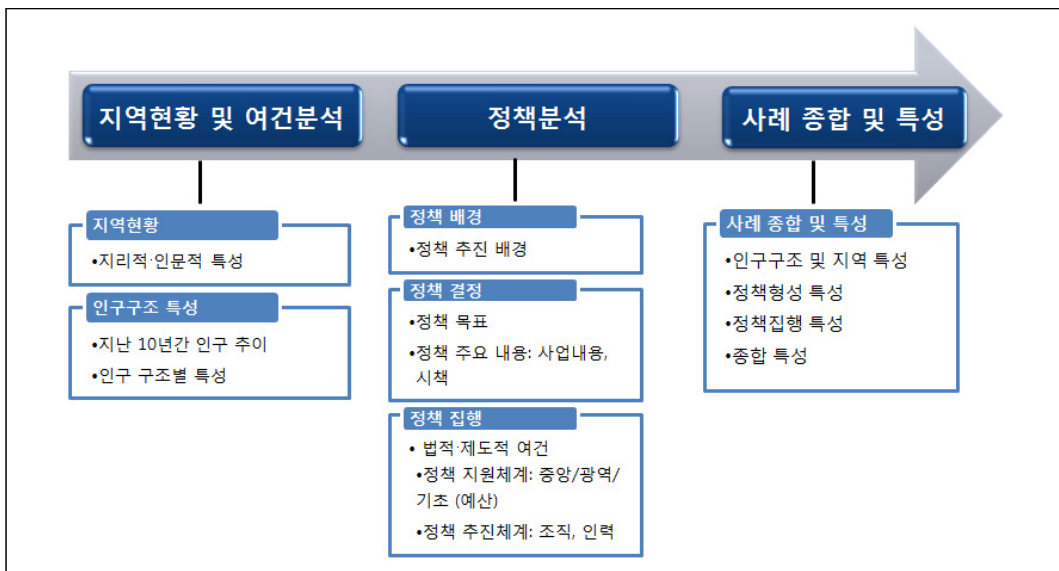 지역현황 및 여건분석
정책분석
사례 종합 및 특성
지역현황
•지리적·인문적 특성
인구구조 특성
•지난 10년간 인구 추이
•인구 구조별 특성
정책 배경
•정책 추진 배경
정책 결정
•정책 목표
•정책 주요 내용: 사업내용,
시책
정책 집행
• 법적·제도적 여건
•정책 지원체계: 중앙/광역/
기초 (예산)
•정책 추진체계: 조직, 인력
사례 종합 및 특성
•인구구조 및 지역 특성
•정책형성 특성
•정책집행 특성
•종합 특성